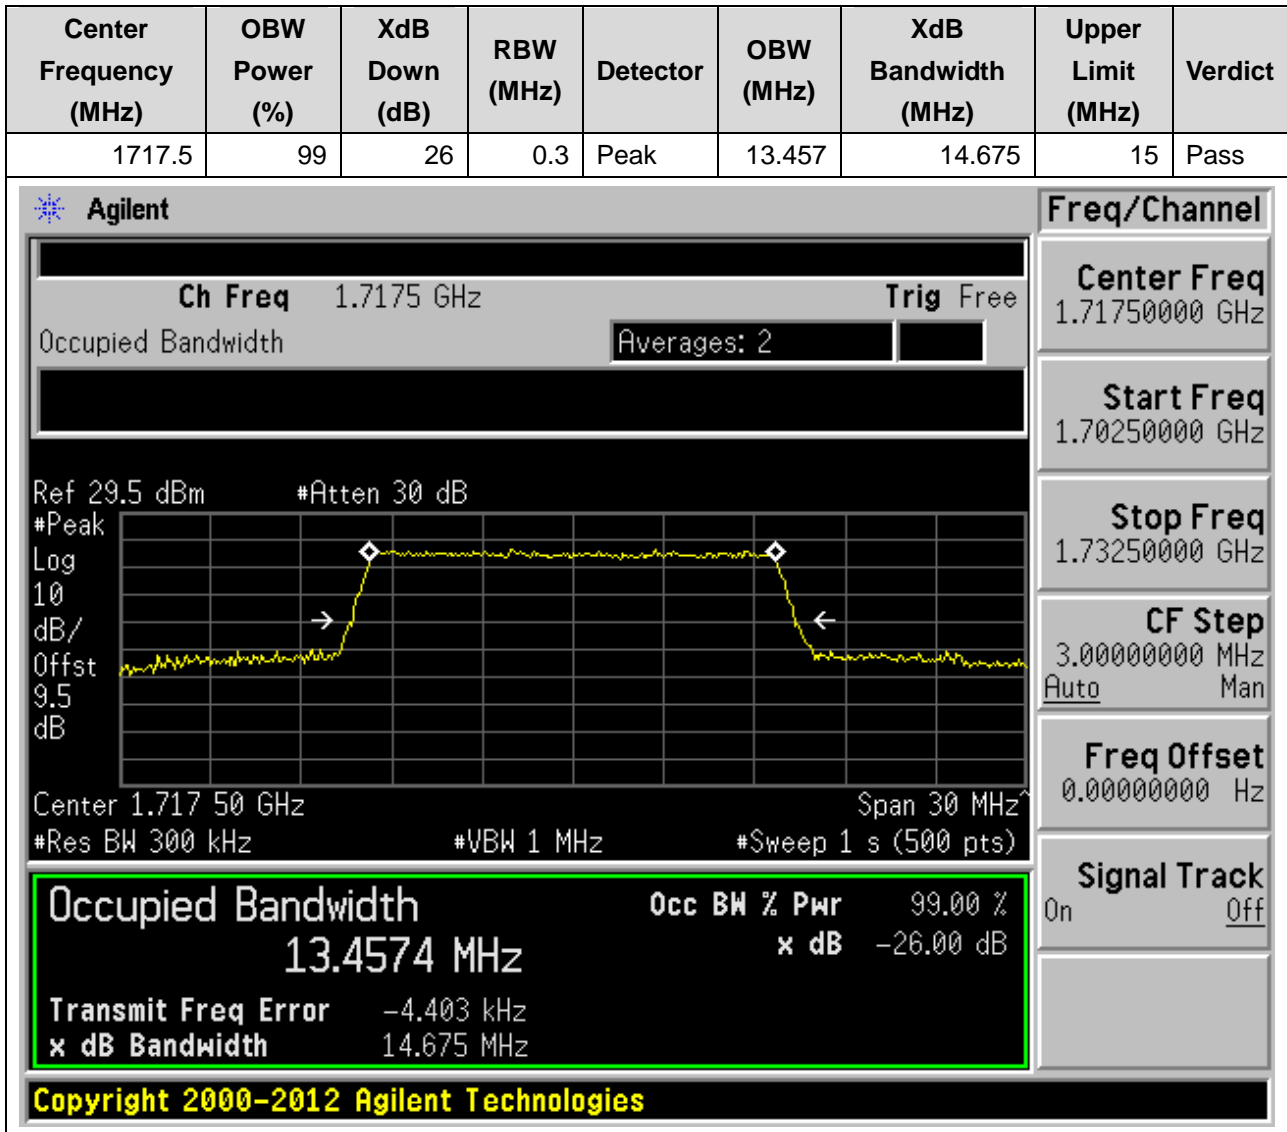 Center Frequency (MHz) OBW Power (%) XdB Down (dB) RBW (MHz) Detector OBW (MHz) XdB Bandwidth (MHz) Upper Limit (MHz) Verdict
1717.5 99 26 0.3 Peak 13.457 14.675 15 Pass
Agilent
Freq/Channel
Ch Freq 1.7175 GHz Trig Free
Occupied Bandwidth Averages: 2
Center Freq
1.71750000 GHz
Start Freq
1.70250000 GHz
Stop Freq
1.73250000 GHz
CF Step
3.00000000 MHz
Auto Man
Freq Offset
0.00000000 Hz
Signal Track
On Off
Ref 29.5 dBm #Atten 30 dB
#Peak
Log
10
dB/
Offst
9.5
dB
Center 1.717 50 GHz Span 30 MHz^
#Res BW 300 kHz #VBW 1 MHz #Sweep 1 s (500 pts)
Occupied Bandwidth Occ BW % Pwr 99.00 %
13.4574 MHz x dB -26.00 dB
Transmit Freq Error -4.403 kHz
x dB Bandwidth 14.675 MHz
Copyright 2000-2012 Agilent Technologies